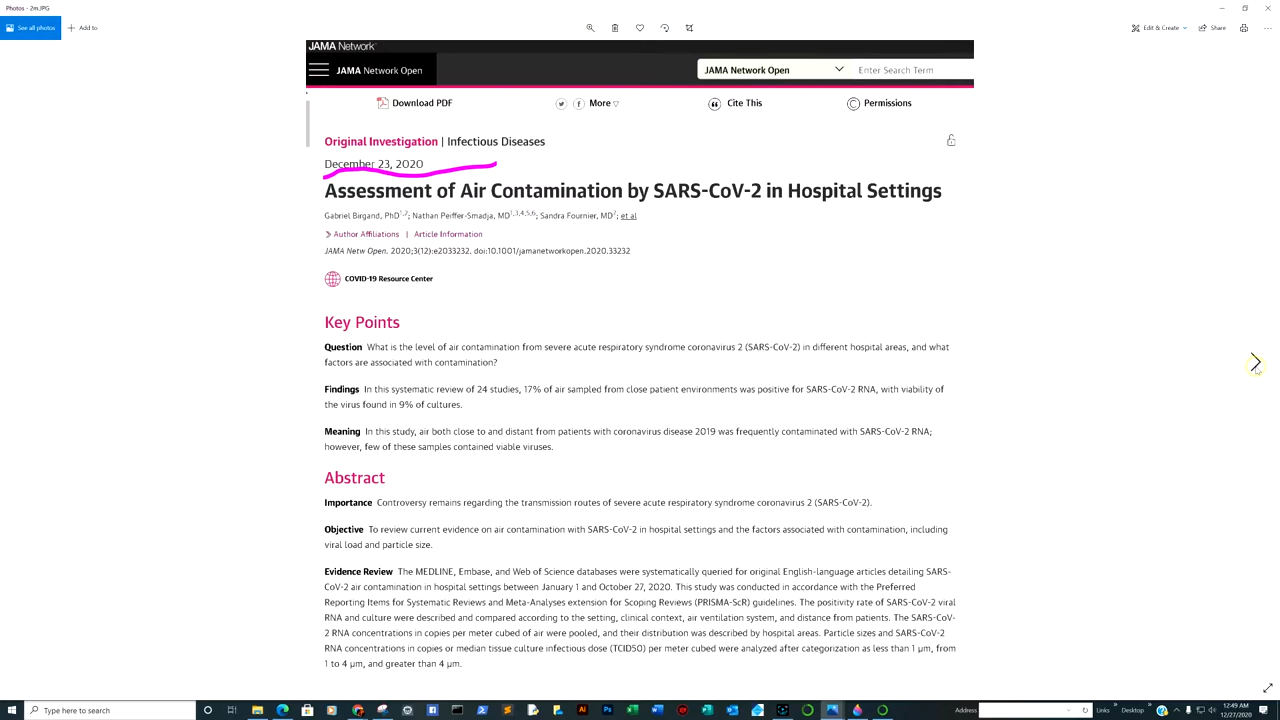 Photos - 2m.JPG
See all photos
Add to
Edit & Create
Share
JAMA Network
JAMA Network Open
JAMA Network Open
Enter Search Term
Download PDF
More
Cite This
Permissions
Original Investigation | Infectious Diseases
December 23, 2020
Assessment of Air Contamination by SARS-CoV-2 in Hospital Settings
Gabriel Birgand, PhD1,2; Nathan Peiffer-Smadja, MD1,3,4,5,6; Sandra Fournier, MD7; et al
Author Affiliations | Article Information
JAMA Netw Open. 2020;3(12):e2033232. doi:10.1001/jamanetworkopen.2020.33232
COVID-19 Resource Center
Key Points
Question What is the level of air contamination from severe acute respiratory syndrome coronavirus 2 (SARS-CoV-2) in different hospital areas, and what
factors are associated with contamination?
Findings In this systematic review of 24 studies, 17% of air sampled from close patient environments was positive for SARS-CoV-2 RNA, with viability of
the virus found in 9% of cultures.
Meaning In this study, air both close to and distant from patients with coronavirus disease 2019 was frequently contaminated with SARS-CoV-2 RNA;
however, few of these samples contained viable viruses.
Abstract
Importance Controversy remains regarding the transmission routes of severe acute respiratory syndrome coronavirus 2 (SARS-CoV-2).
Objective To review current evidence on air contamination with SARS-CoV-2 in hospital settings and the factors associated with contamination, including
viral load and particle size.
Evidence Review The MEDLINE, Embase, and Web of Science databases were systematically queried for original English-language articles detailing SARS-
CoV-2 air contamination in hospital settings between January 1 and October 27, 2020. This study was conducted in accordance with the Preferred
Reporting Items for Systematic Reviews and Meta-Analyses extension for Scoping Reviews (PRISMA-ScR) guidelines. The positivity rate of SARS-CoV-2 viral
RNA and culture were described and compared according to the setting, clinical context, air ventilation system, and distance from patients. The SARS-CoV-
2 RNA concentrations in copies per meter cubed of air were pooled, and their distribution was described by hospital areas. Particle sizes and SARS-CoV-2
RNA concentrations in copies or median tissue culture infectious dose (TCID50) per meter cubed were analyzed after categorization as less than 1 μm, from
1 to 4 μm, and greater than 4 μm.
Type here to search
Address
Links
Desktop
12:49 AM
12/27/2020